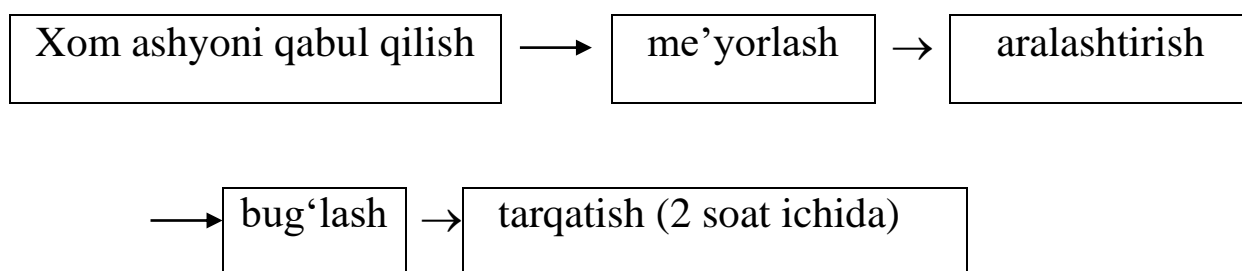 Xom ashyoni qabul qilish → me’yorlash → aralashtirish
→ bug‘lash → tarqatish (2 soat ichida)